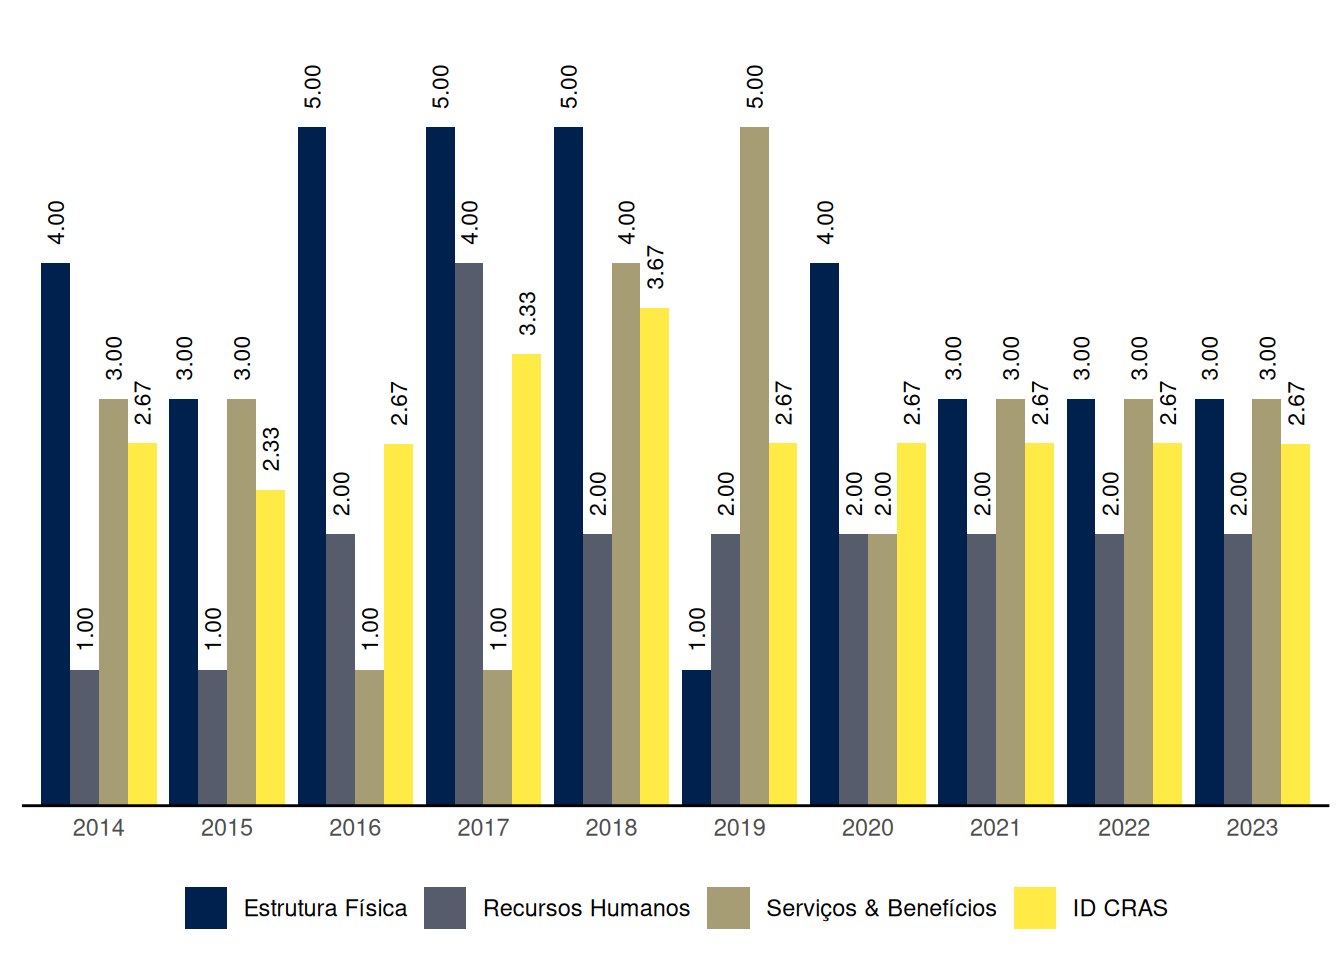 5.00 5.00 5.00 5.00
4.00 4.00 4.00 4.00
3.67
3.33
3.00 3.00 3.00 3.00 3.00 3.00 3.00 3.00
2.67 2.67 2.67 2.67 2.67 2.67 2.67
2.33
2.00 2.00 2.00 2.00 2.00 2.00 2.00 2.00
1.00 1.00 1.00 1.00 1.00
2014 2015 2016 2017 2018 2019 2020 2021 2022 2023
Estrutura Física Recursos Humanos Serviços & Benefícios ID CRAS